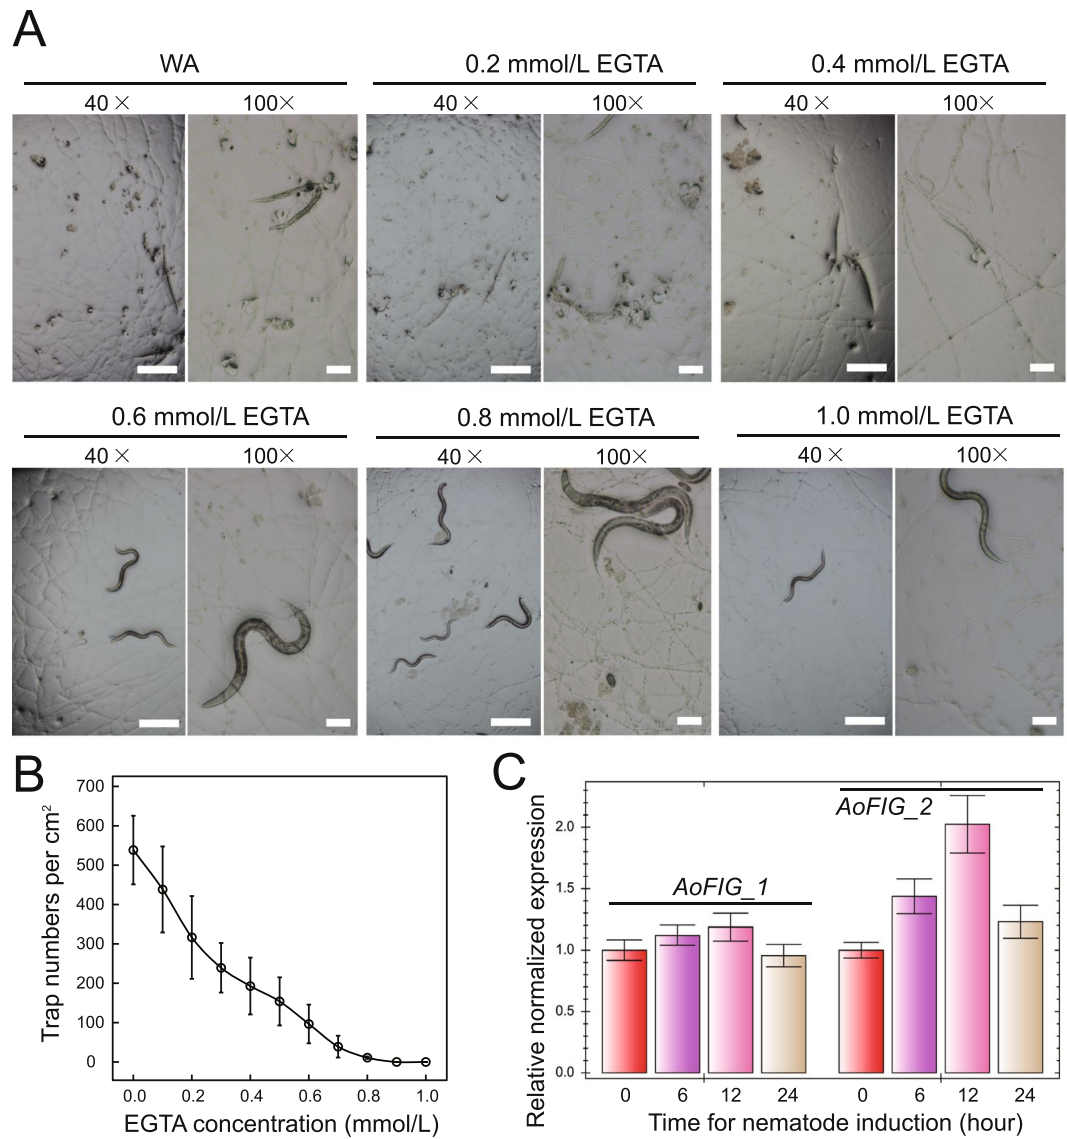 A
WA
0.2 mmol/L EGTA
0.4 mmol/L EGTA
40 × 100×
40 × 100×
40 × 100×
0.6 mmol/L EGTA
0.8 mmol/L EGTA
1.0 mmol/L EGTA
40 × 100×
40 × 100×
40 × 100×
B
Trap numbers per cm²
700
600
500
400
300
200
100
0
0.0 0.2 0.4 0.6 0.8 1.0
EGTA concentration (mmol/L)
C
Relative normalized expression
2.0
1.5
1.0
0.5
0.0
AoFIG_1
AoFIG_2
0 6 12 24 0 6 12 24
Time for nematode induction (hour)